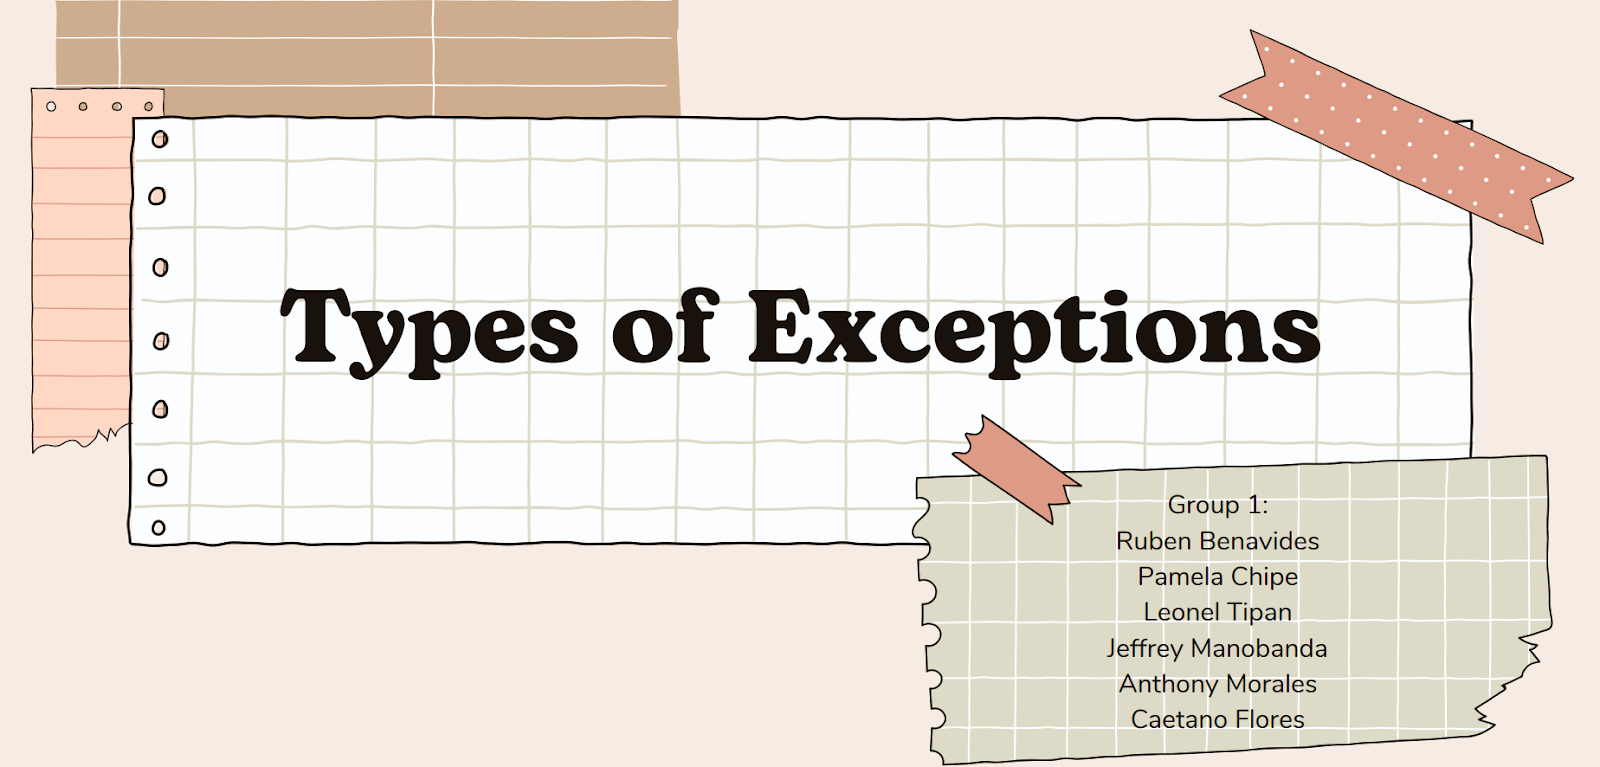 Types of Exceptions
Group 1:
Ruben Benavides
Pamela Chipe
Leonel Tipan
Jeffrey Manobanda
Anthony Morales
Caetano Flores